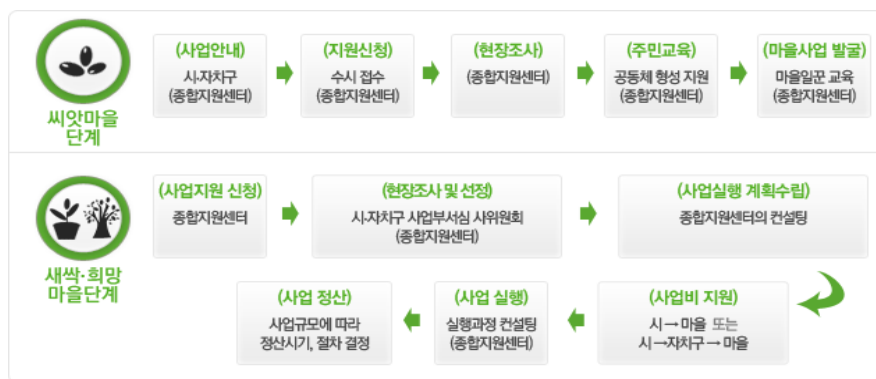 씨앗마을
단계
(사업안내)
시·자치구
(종합지원센터)
(지원신청)
수시 접수
(종합지원센터)
(현장조사)
(종합지원센터)
(주민교육)
공동체 형성 지원
(종합지원센터)
(마을사업 발굴)
마을일꾼 교육
(종합지원센터)
새싹·희망
마을단계
(사업지원 신청)
종합지원센터
(현장조사 및 선정)
시·자치구 사업부서심 사위원회
(종합지원센터)
(사업실행 계획수립)
종합지원센터의 컨설팅
(사업비 지원)
시 → 마을 또는
시 →자치구 → 마을
(사업 실행)
실행과정 컨설팅
(종합지원센터)
(사업 정산)
사업규모에 따라
정산시기, 절차 결정